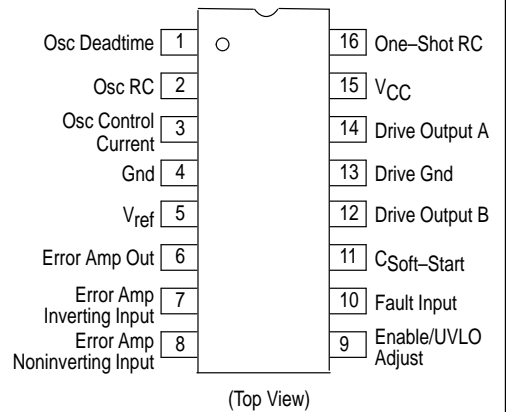 Osc Deadtime 1
Osc RC 2
Osc Control
Current 3
Gnd 4
Vref 5
Error Amp Out 6
Error Amp
Inverting Input 7
Error Amp
Noninverting Input 8
16 One–Shot RC
15 VCC
14 Drive Output A
13 Drive Gnd
12 Drive Output B
11 CSoft–Start
10 Fault Input
9 Enable/UVLO
Adjust
(Top View)